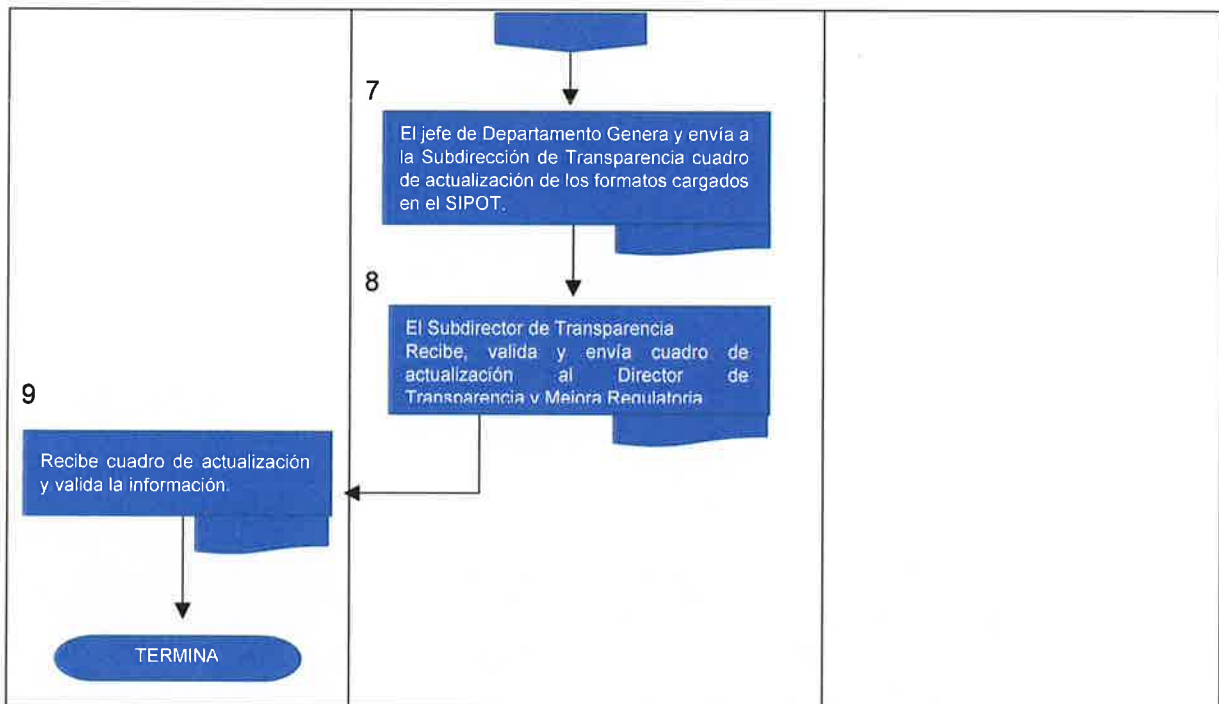 7
El jefe de Departamento Genera y envía a
la Subdirección de Transparencia cuadro
de actualización de los formatos cargados
en el SIPOT.
8
El Subdirector de Transparencia
Recibe, valida y envía cuadro de
actualización al Director de
Transparencia y Mejora Regulatoria
9
Recibe cuadro de actualización
y valida la información.
TERMINA